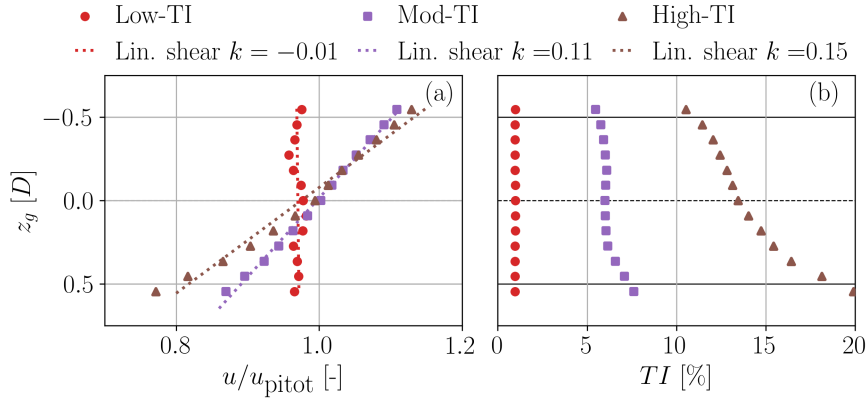 Low-TI Mod-TI High-TI
Lin. shear k = −0.01 Lin. shear k =0.11 Lin. shear k =0.15
(a) (b)
−0.5
0.0
0.5
z_g [D]
0.8 1.0 1.2 0 5 10 15 20
u/u_pitot [-] TI [%]